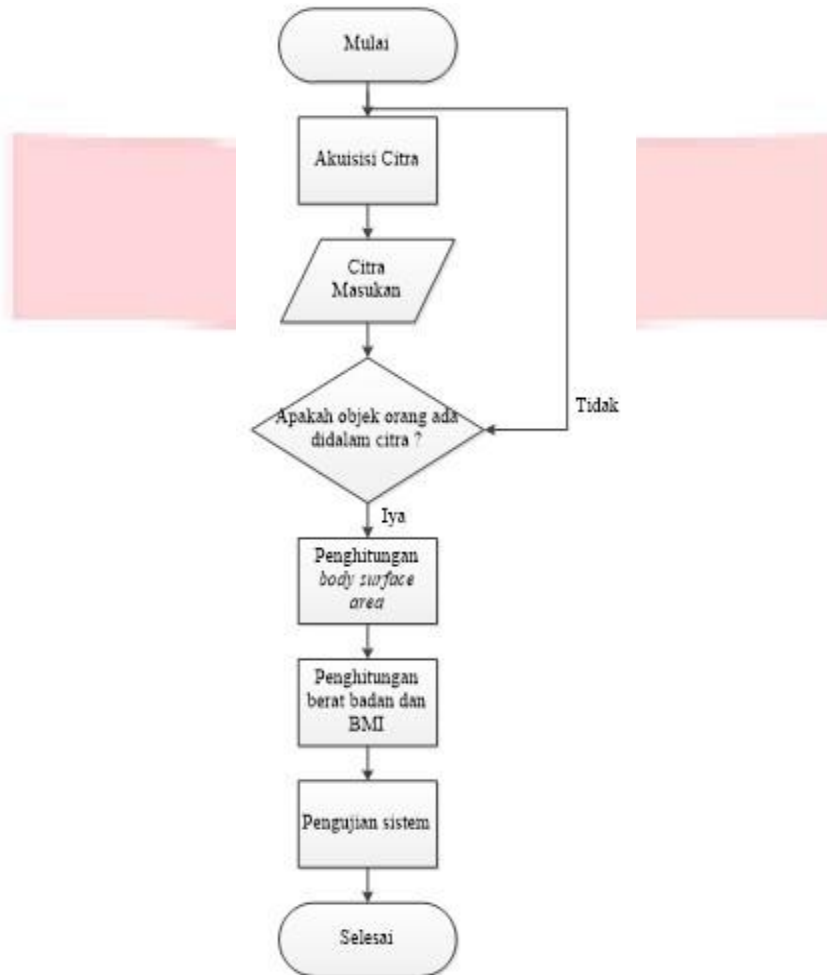 Mulai
Akuisisi Citra
Citra
Masukan
Apakah objek orang ada
didalam citra ?
Tidak
Iya
Penghitungan
body surface
area
Penghitungan
berat badan dan
BMI
Pengujian sistem
Selesai